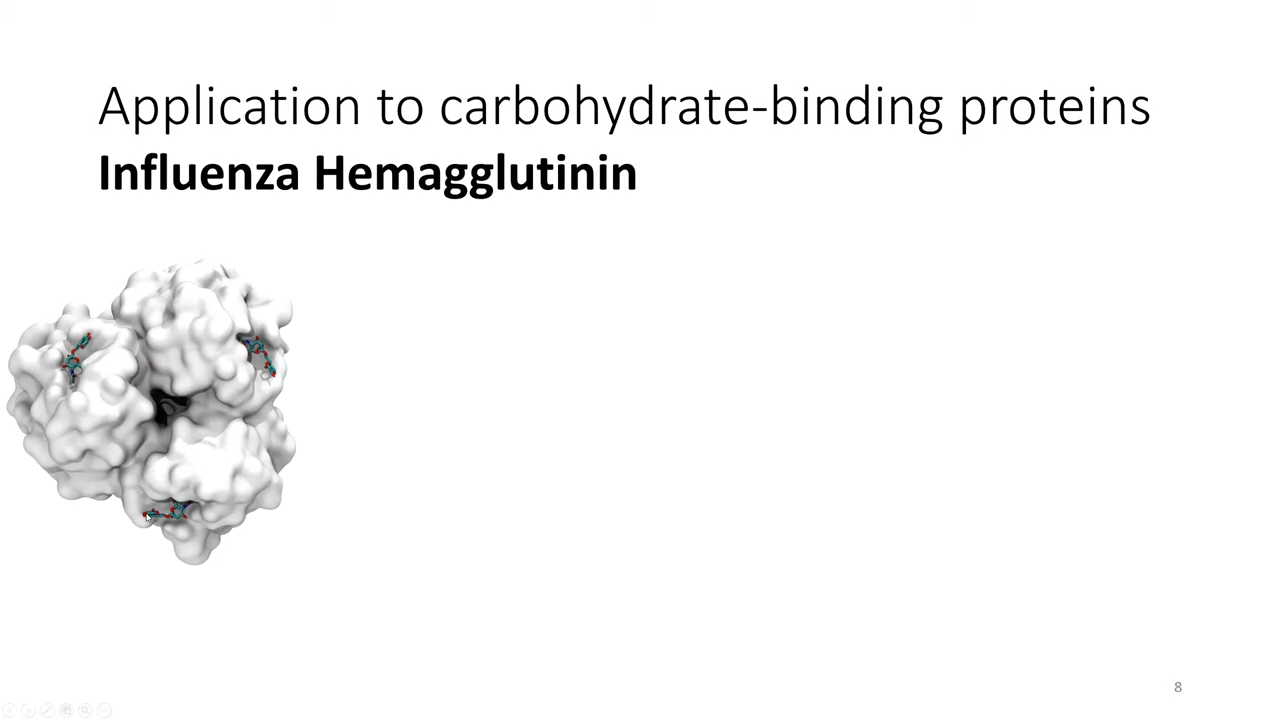 Application to carbohydrate-binding proteins
Influenza Hemagglutinin
8